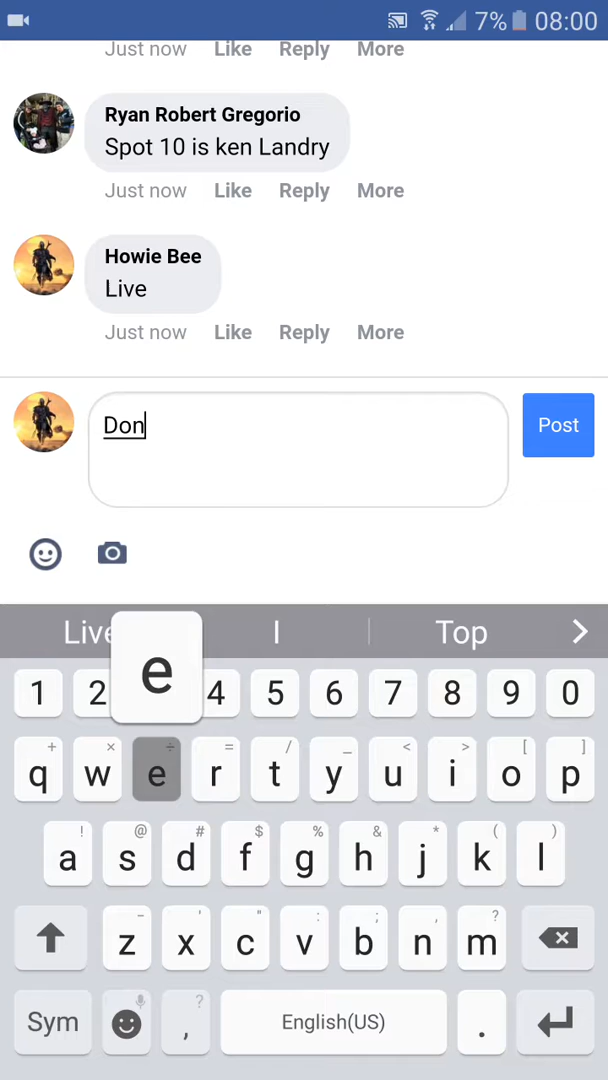 7% 08:00
Just now Like Reply More
Ryan Robert Gregorio
Spot 10 is ken Landry
Just now Like Reply More
Howie Bee
Live
Just now Like Reply More
Don
Post
Live I Top
e
1 2 4 5 6 7 8 9 0
+ × ÷ = / _ < > [ ]
q w e r t y u i o p
! @ # $ % & * ( )
a s d f g h j k l
- ' " : ; , ?
z x c v b n m
Sym , ? English(US) .